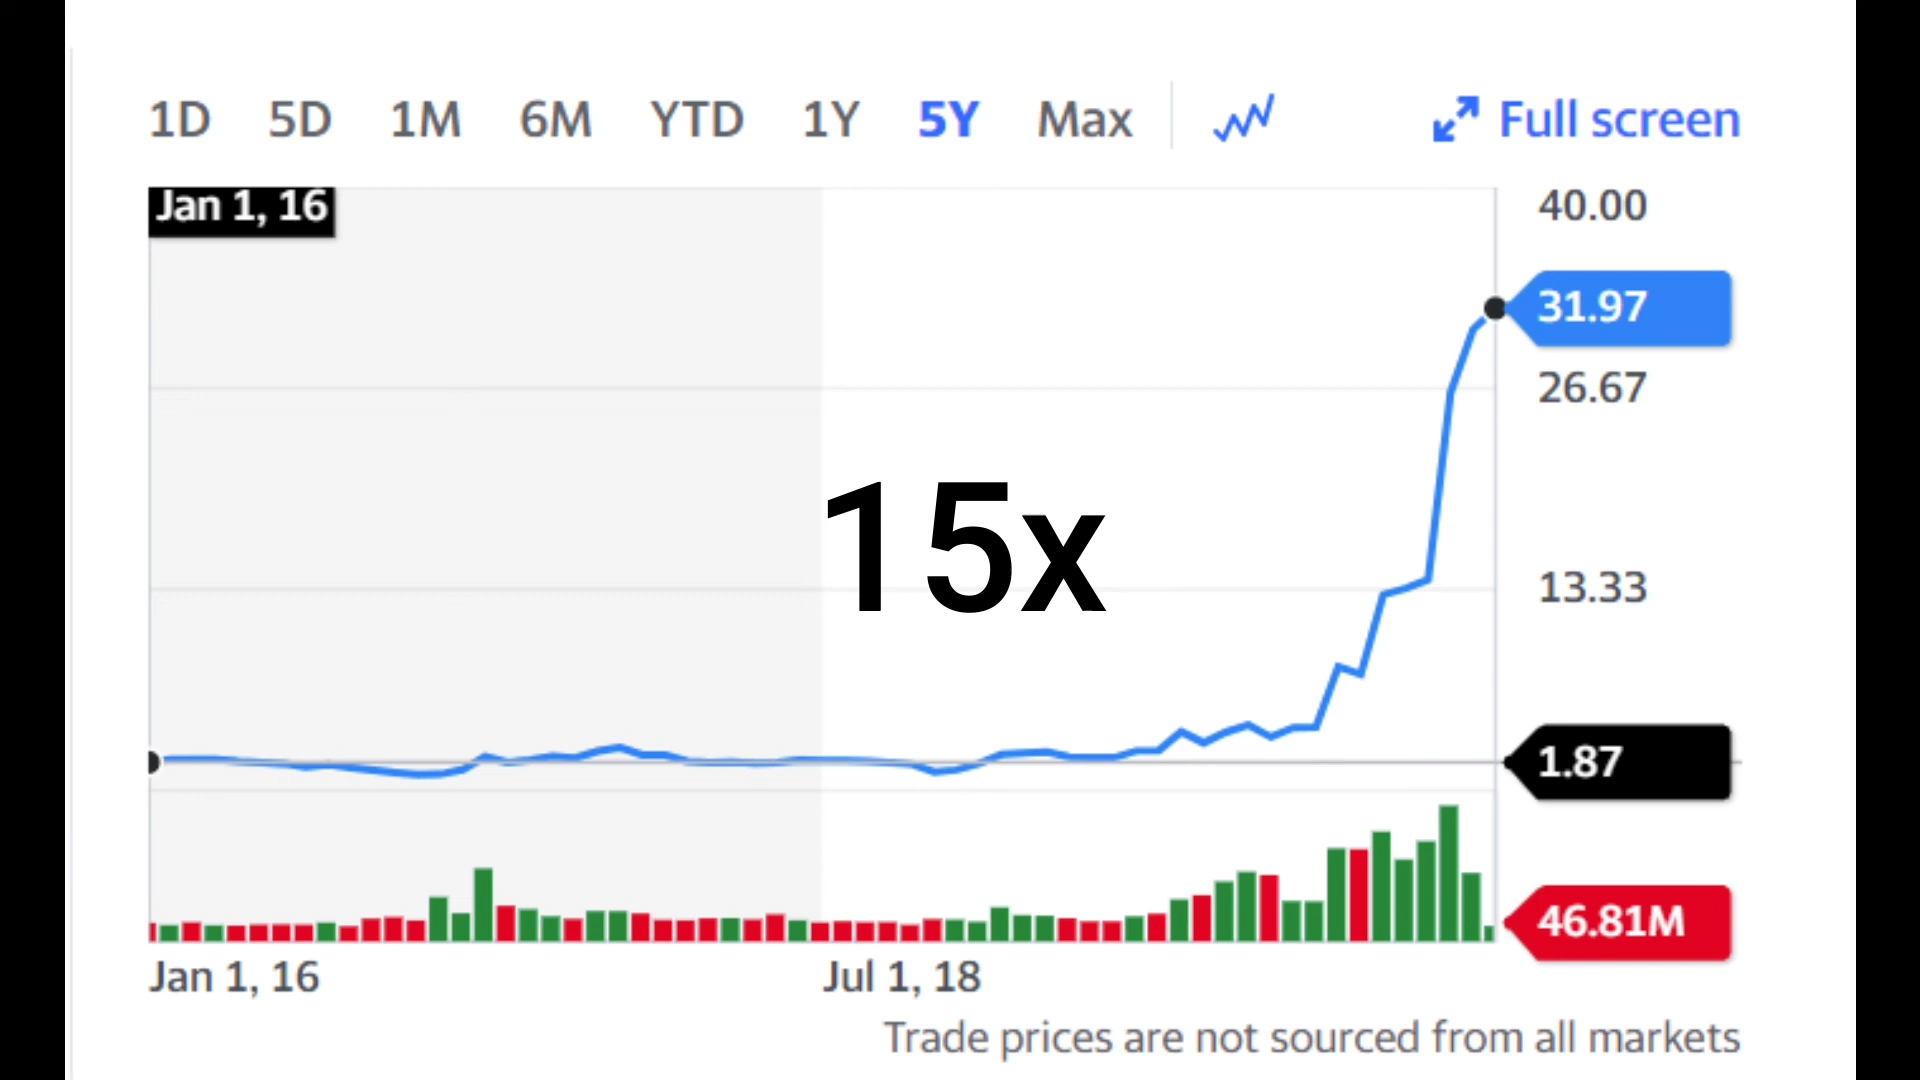 1D 5D 1M 6M YTD 1Y 5Y Max Full screen
Jan 1, 16
40.00
31.97
26.67
15x
13.33
1.87
46.81M
Jan 1, 16 Jul 1, 18
Trade prices are not sourced from all markets